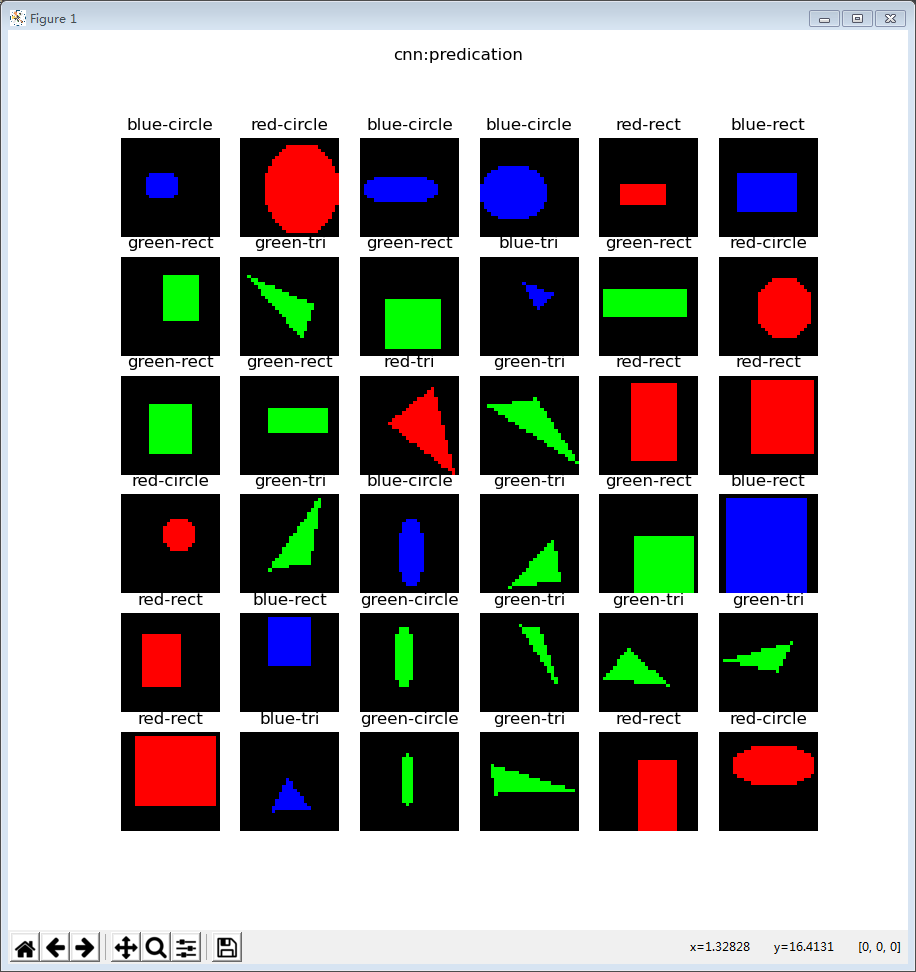 Figure 1
cnn:predication
blue-circle red-circle blue-circle blue-circle red-rect blue-rect
green-rect green-tri green-rect blue-tri green-rect red-circle
green-rect green-rect red-tri green-tri red-rect red-rect
red-circle green-tri blue-circle green-tri green-rect blue-rect
red-rect blue-rect green-circle green-tri green-tri green-tri
red-rect blue-tri green-circle green-tri red-rect red-circle
x=1.32828 y=16.4131 [0, 0, 0]